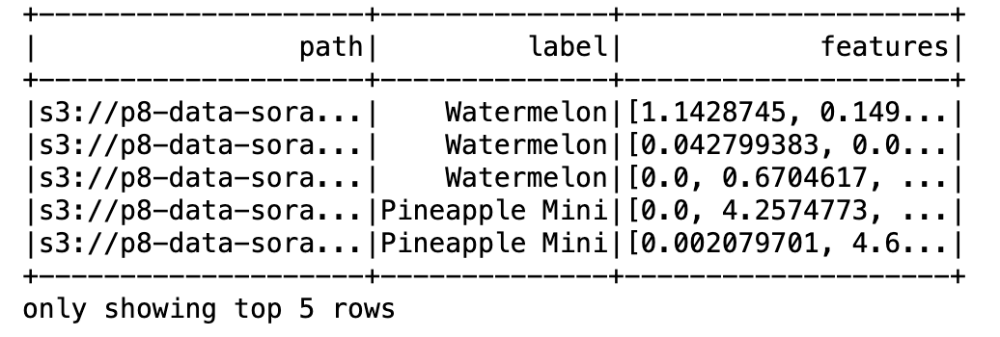 +--------------------+--------------+--------------------+
|                path|         label|            features|
+--------------------+--------------+--------------------+
|s3://p8-data-sora...|    Watermelon|[1.1428745, 0.149...|
|s3://p8-data-sora...|    Watermelon|[0.042799383, 0.0...|
|s3://p8-data-sora...|    Watermelon|[0.0, 0.6704617, ...|
|s3://p8-data-sora...|Pineapple Mini|[0.0, 4.2574773, ...|
|s3://p8-data-sora...|Pineapple Mini|[0.002079701, 4.6...|
+--------------------+--------------+--------------------+
only showing top 5 rows